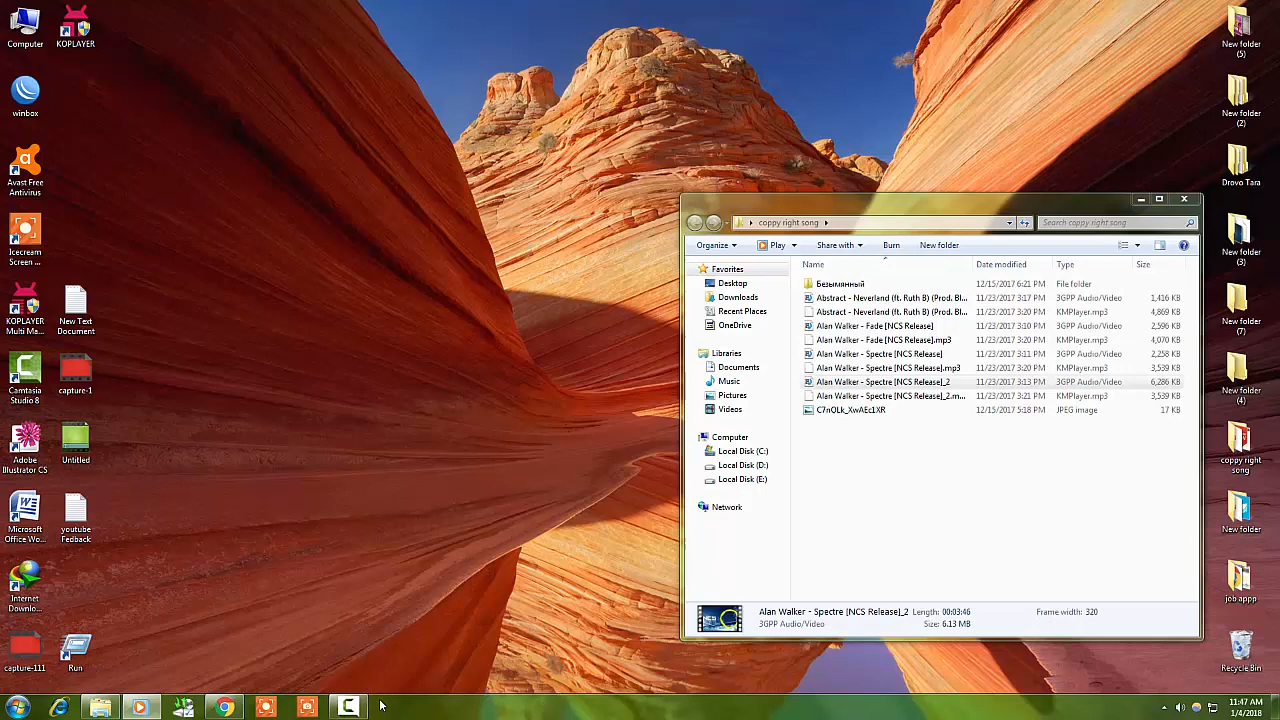 Computer
KOPLAYER
winbox
Avast Free
Antivirus
Icecream
Screen ...
KOPLAYER
Multi Ma...
New Text
Document
Camtasia
Studio 8
capture-1
Adobe
Illustrator CS
Untitled
Microsoft
Office Wo...
youtube
Fedback
Internet
Downlo...
capture-111
Run
coppy right song
Search coppy right song
Organize
Play
Share with
Burn
New folder
Favorites
Desktop
Downloads
Recent Places
OneDrive
Libraries
Documents
Music
Pictures
Videos
Computer
Local Disk (C:)
Local Disk (D:)
Local Disk (E:)
Network
Name Date modified Type Size
Безымянный 12/15/2017 6:21 PM File folder
Abstract - Neverland (ft. Ruth B) (Prod. Bl... 11/23/2017 3:17 PM 3GPP Audio/Video 1,416 KB
Abstract - Neverland (ft. Ruth B) (Prod. Bl... 11/23/2017 3:20 PM KMPlayer.mp3 4,869 KB
Alan Walker - Fade [NCS Release] 11/23/2017 3:10 PM 3GPP Audio/Video 2,596 KB
Alan Walker - Fade [NCS Release].mp3 11/23/2017 3:20 PM KMPlayer.mp3 4,070 KB
Alan Walker - Spectre [NCS Release] 11/23/2017 3:11 PM 3GPP Audio/Video 2,258 KB
Alan Walker - Spectre [NCS Release].mp3 11/23/2017 3:20 PM KMPlayer.mp3 3,539 KB
Alan Walker - Spectre [NCS Release]_2 11/23/2017 3:13 PM 3GPP Audio/Video 6,286 KB
Alan Walker - Spectre [NCS Release]_2.m... 11/23/2017 3:21 PM KMPlayer.mp3 3,539 KB
C7nOLk_XwAEc1XR 12/15/2017 5:18 PM JPEG image 17 KB
Alan Walker - Spectre [NCS Release]_2 Length: 00:03:46 Frame width: 320
3GPP Audio/Video Size: 6.13 MB
New folder
(5)
New folder
(2)
Drovo Tara
New folder
(3)
New folder
(7)
New folder
(4)
coppy right
song
New folder
job appp
Recycle Bin
11:47 AM
1/4/2018